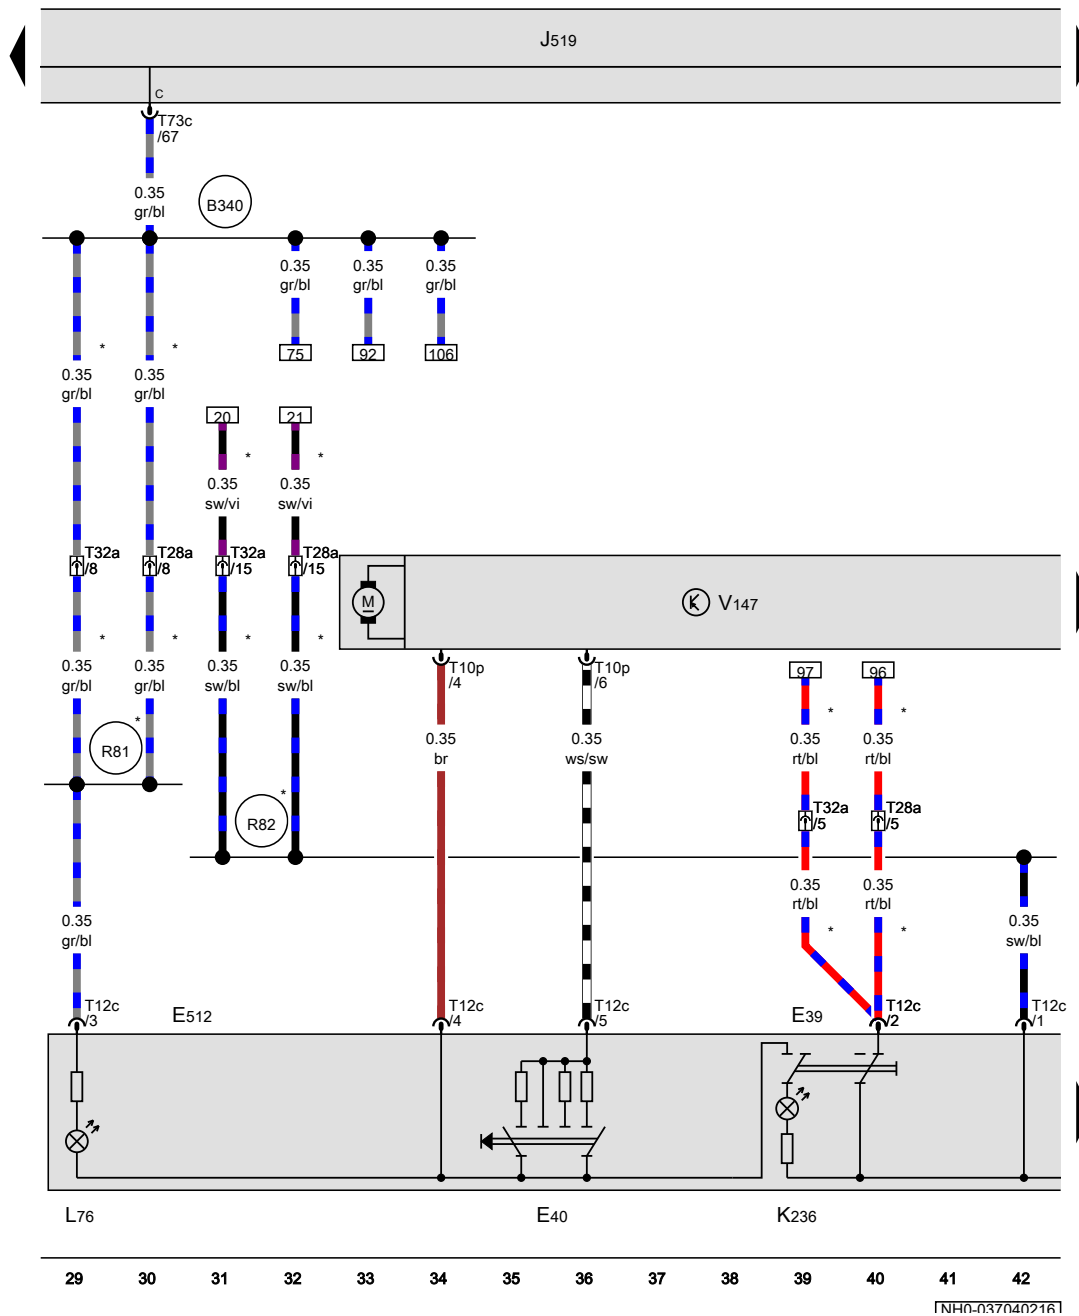 J519
c
T73c
/67
0.35
gr/bl
B340
0.35 0.35 0.35
gr/bl gr/bl gr/bl
* *
75 92 106
0.35 0.35
gr/bl gr/bl
20 21
* *
0.35 0.35
sw/vi sw/vi
T32a T28a T32a T28a
/8 /8 /15 /15
M
V147
* * * *
0.35 0.35 0.35 0.35
gr/bl gr/bl sw/bl sw/bl
T10p T10p
/4 /6
97 96
* *
*
R81
0.35 0.35 0.35 0.35
br ws/sw rt/bl rt/bl
*
R82
T32a T28a
/5 /5
0.35 0.35
rt/bl rt/bl
0.35 0.35
gr/bl sw/bl
* *
T12c T12c T12c T12c T12c
/3 /4 /5 /2 /1
E512 E39
L76 E40 K236
29 30 31 32 33 34 35 36 37 38 39 40 41 42
NH0-037040216